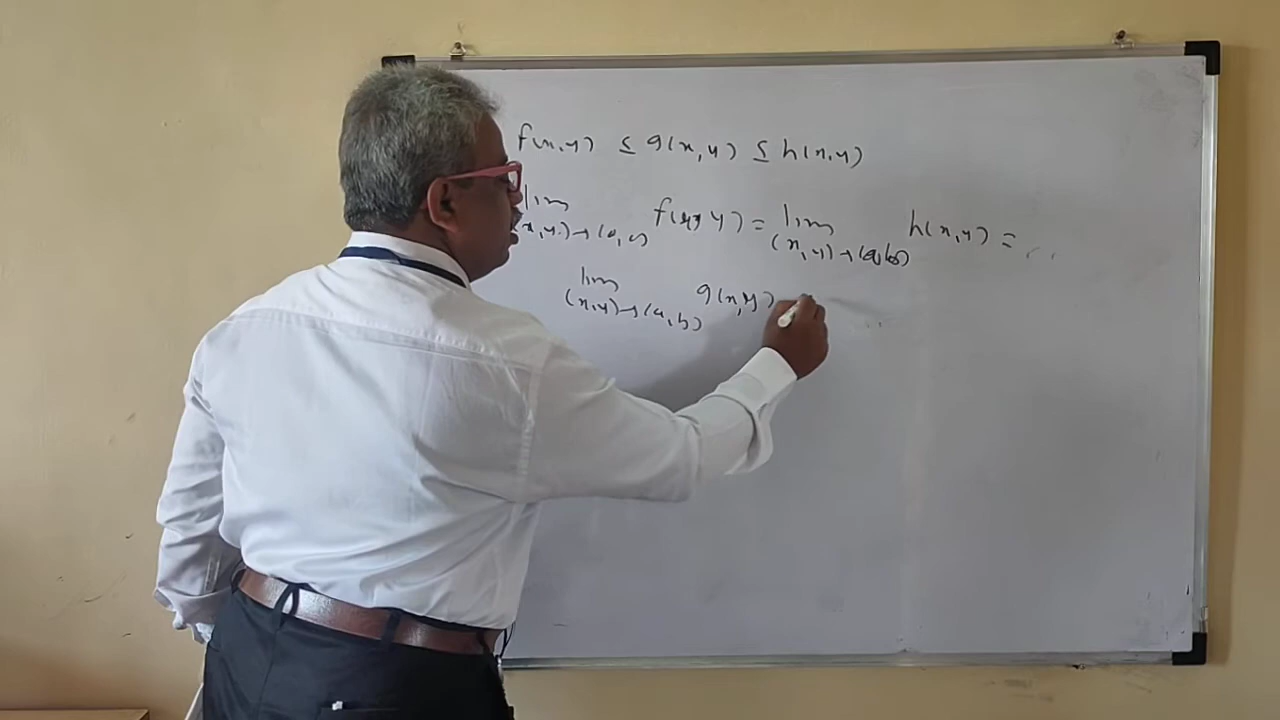 f(x,y) ≤ g(x,y) ≤ h(x,y)
lim f(x,y) = lim h(x,y) =
(x,y)→(a,b) (x,y)→(a,b)
lim g(x,y)
(x,y)→(a,b)